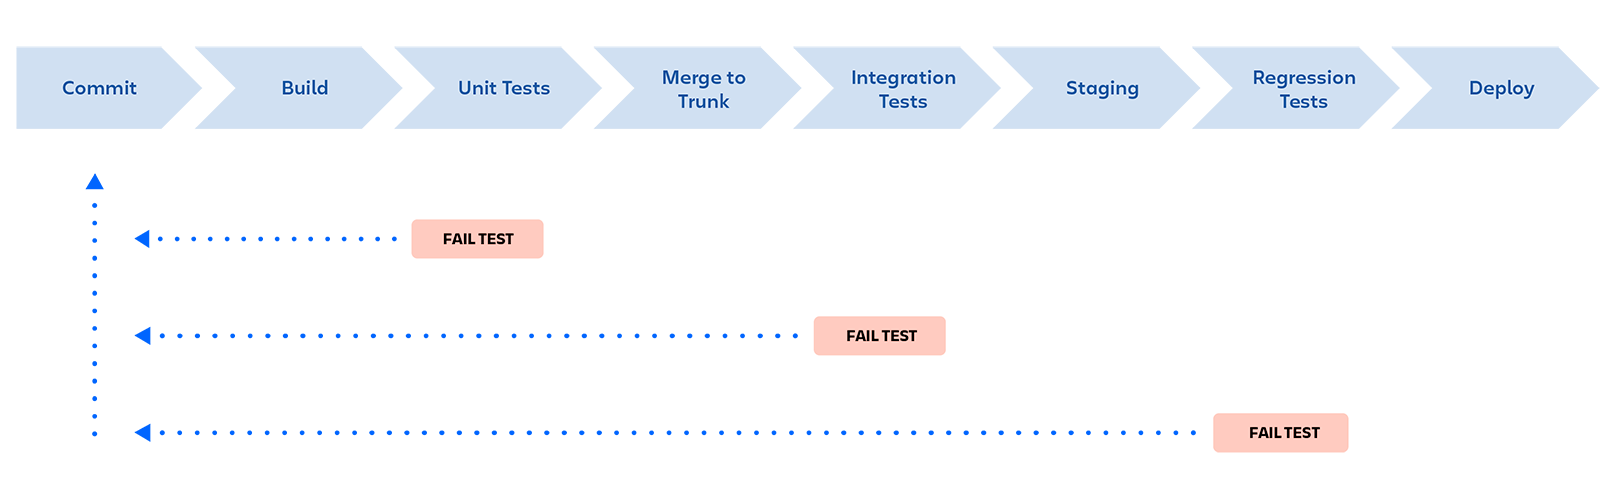 Commit
Build
Unit Tests
Merge to
Trunk
Integration
Tests
Staging
Regression
Tests
Deploy
FAIL TEST
FAIL TEST
FAIL TEST